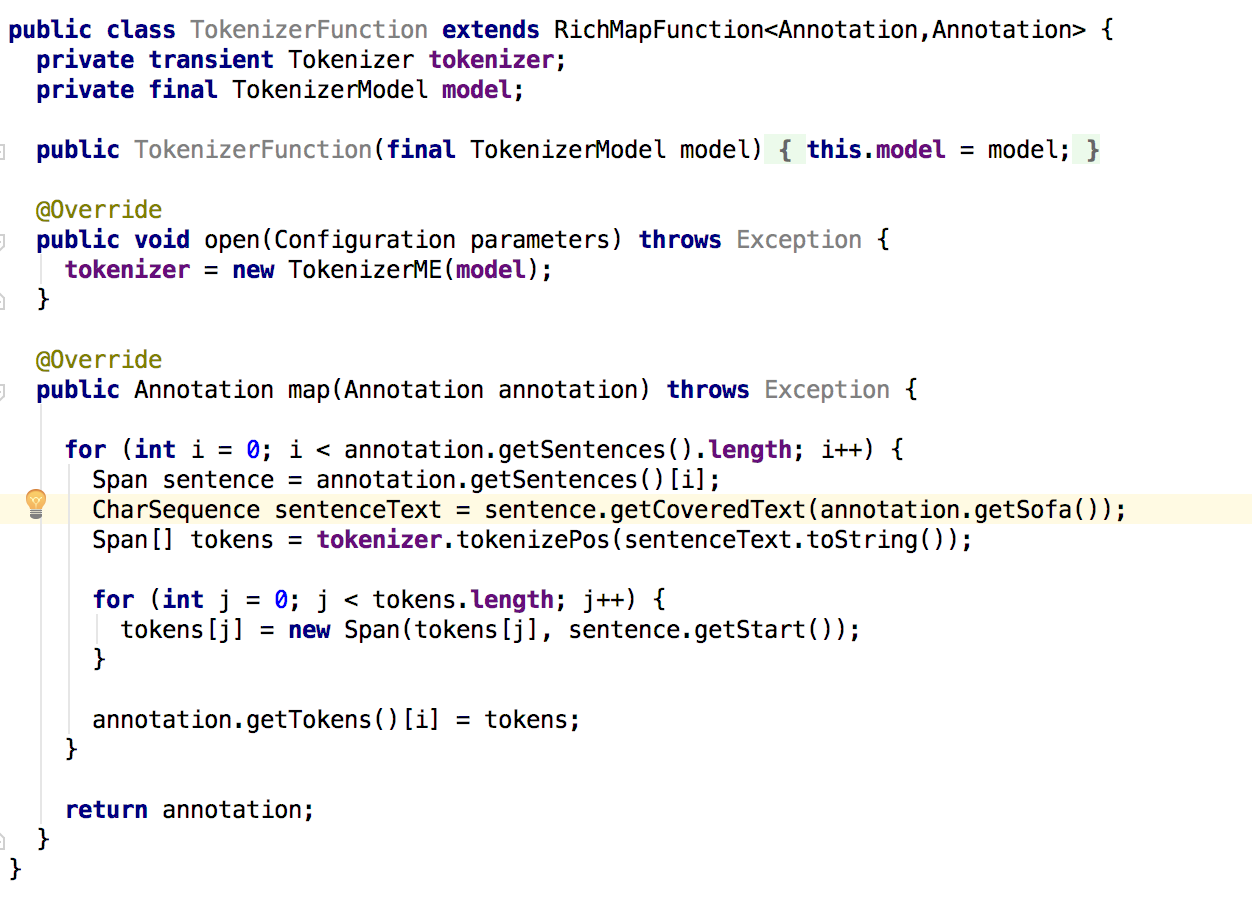 public class TokenizerFunction extends RichMapFunction<Annotation,Annotation> {
  private transient Tokenizer tokenizer;
  private final TokenizerModel model;

  public TokenizerFunction(final TokenizerModel model) { this.model = model; }

  @Override
  public void open(Configuration parameters) throws Exception {
    tokenizer = new TokenizerME(model);
  }

  @Override
  public Annotation map(Annotation annotation) throws Exception {

    for (int i = 0; i < annotation.getSentences().length; i++) {
      Span sentence = annotation.getSentences()[i];
      CharSequence sentenceText = sentence.getCoveredText(annotation.getSofa());
      Span[] tokens = tokenizer.tokenizePos(sentenceText.toString());

      for (int j = 0; j < tokens.length; j++) {
        tokens[j] = new Span(tokens[j], sentence.getStart());
      }

      annotation.getTokens()[i] = tokens;
    }

    return annotation;
  }
}